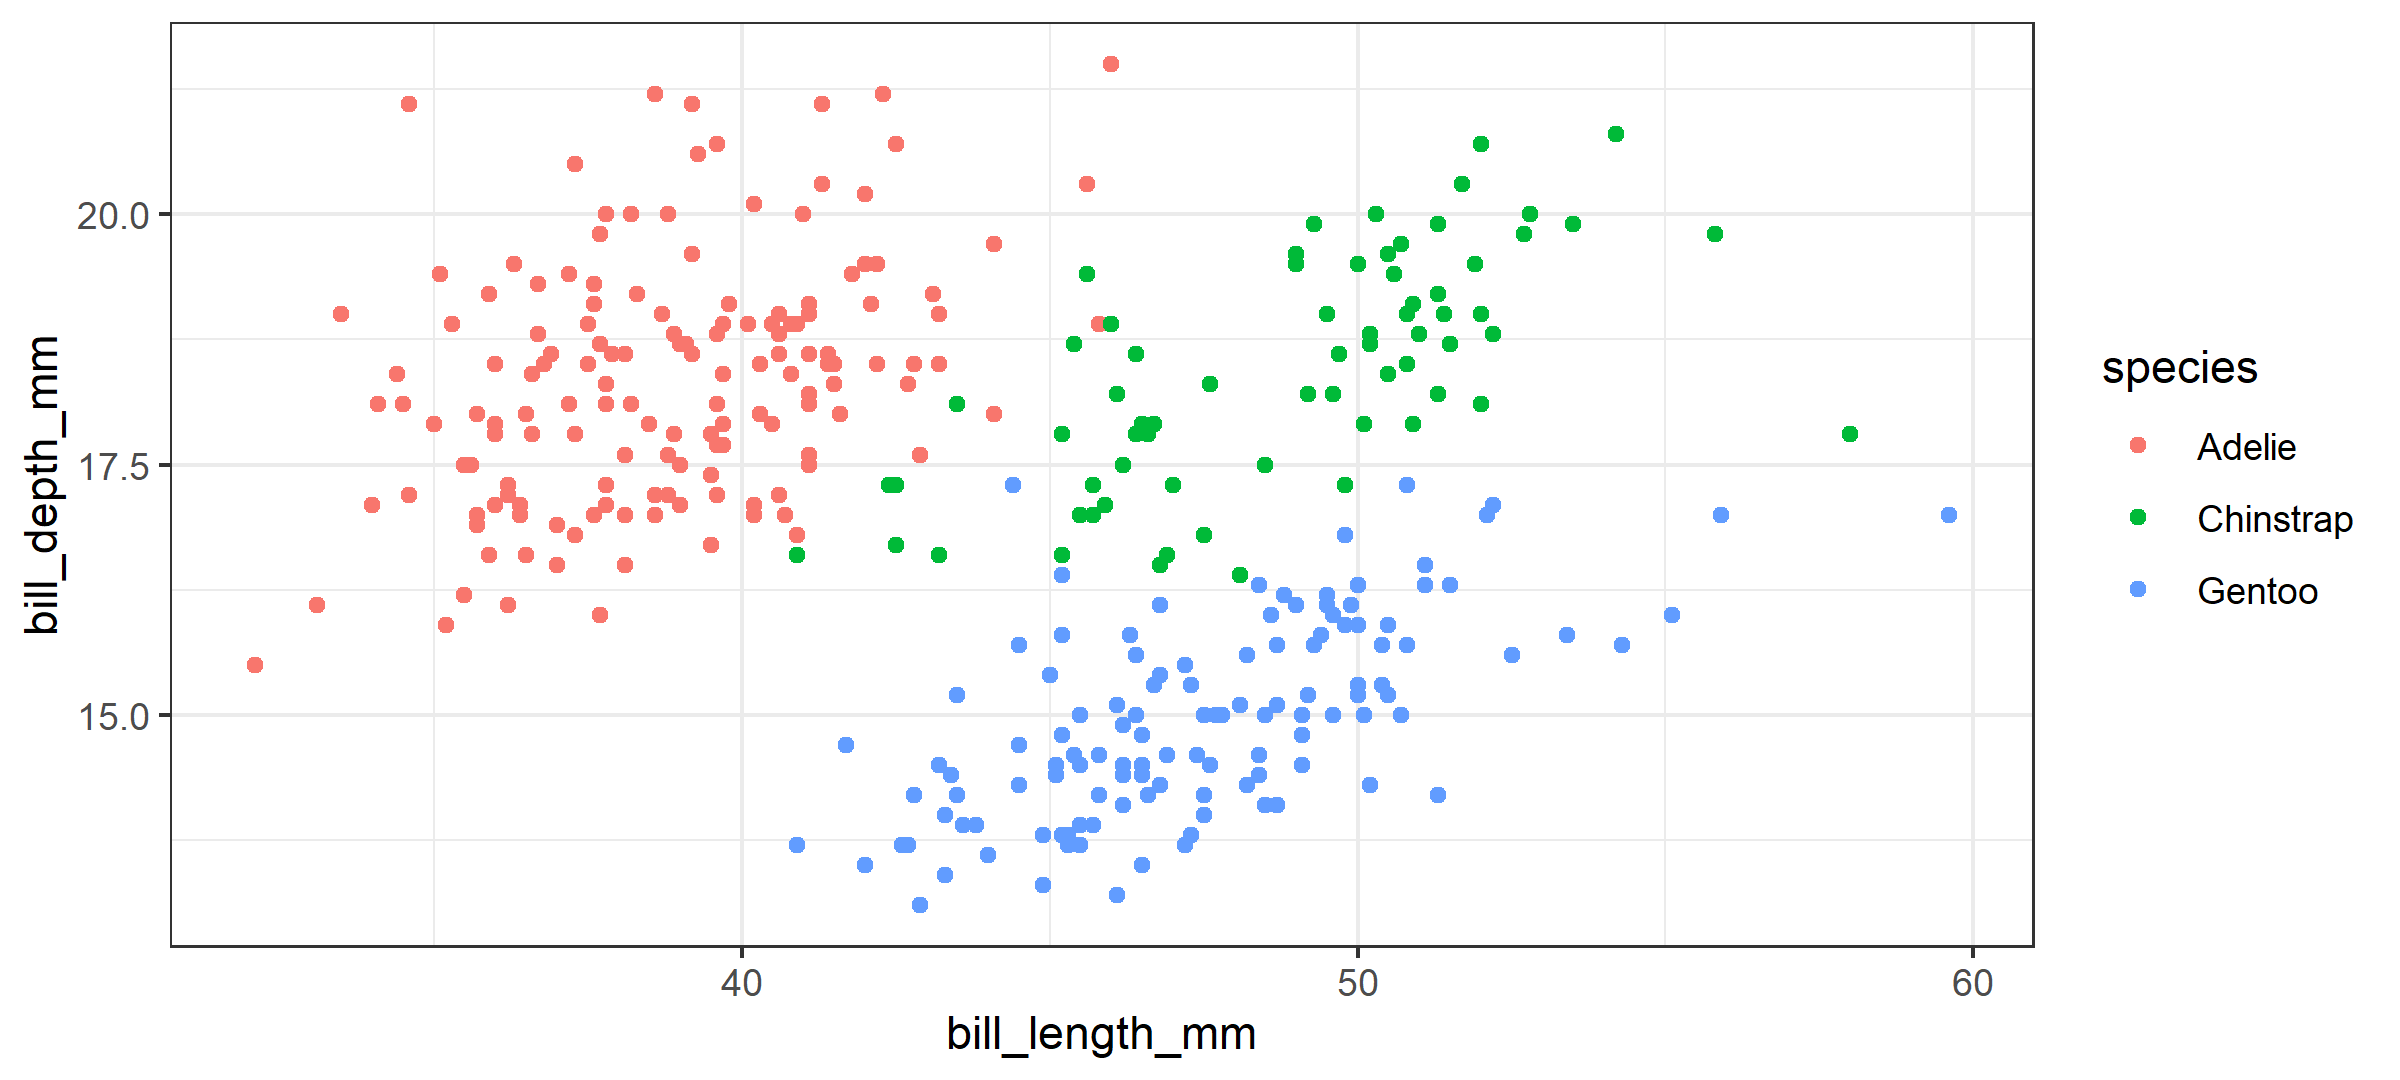 20.0
17.5
15.0
bill_depth_mm
40 50 60
bill_length_mm
species
Adelie
Chinstrap
Gentoo